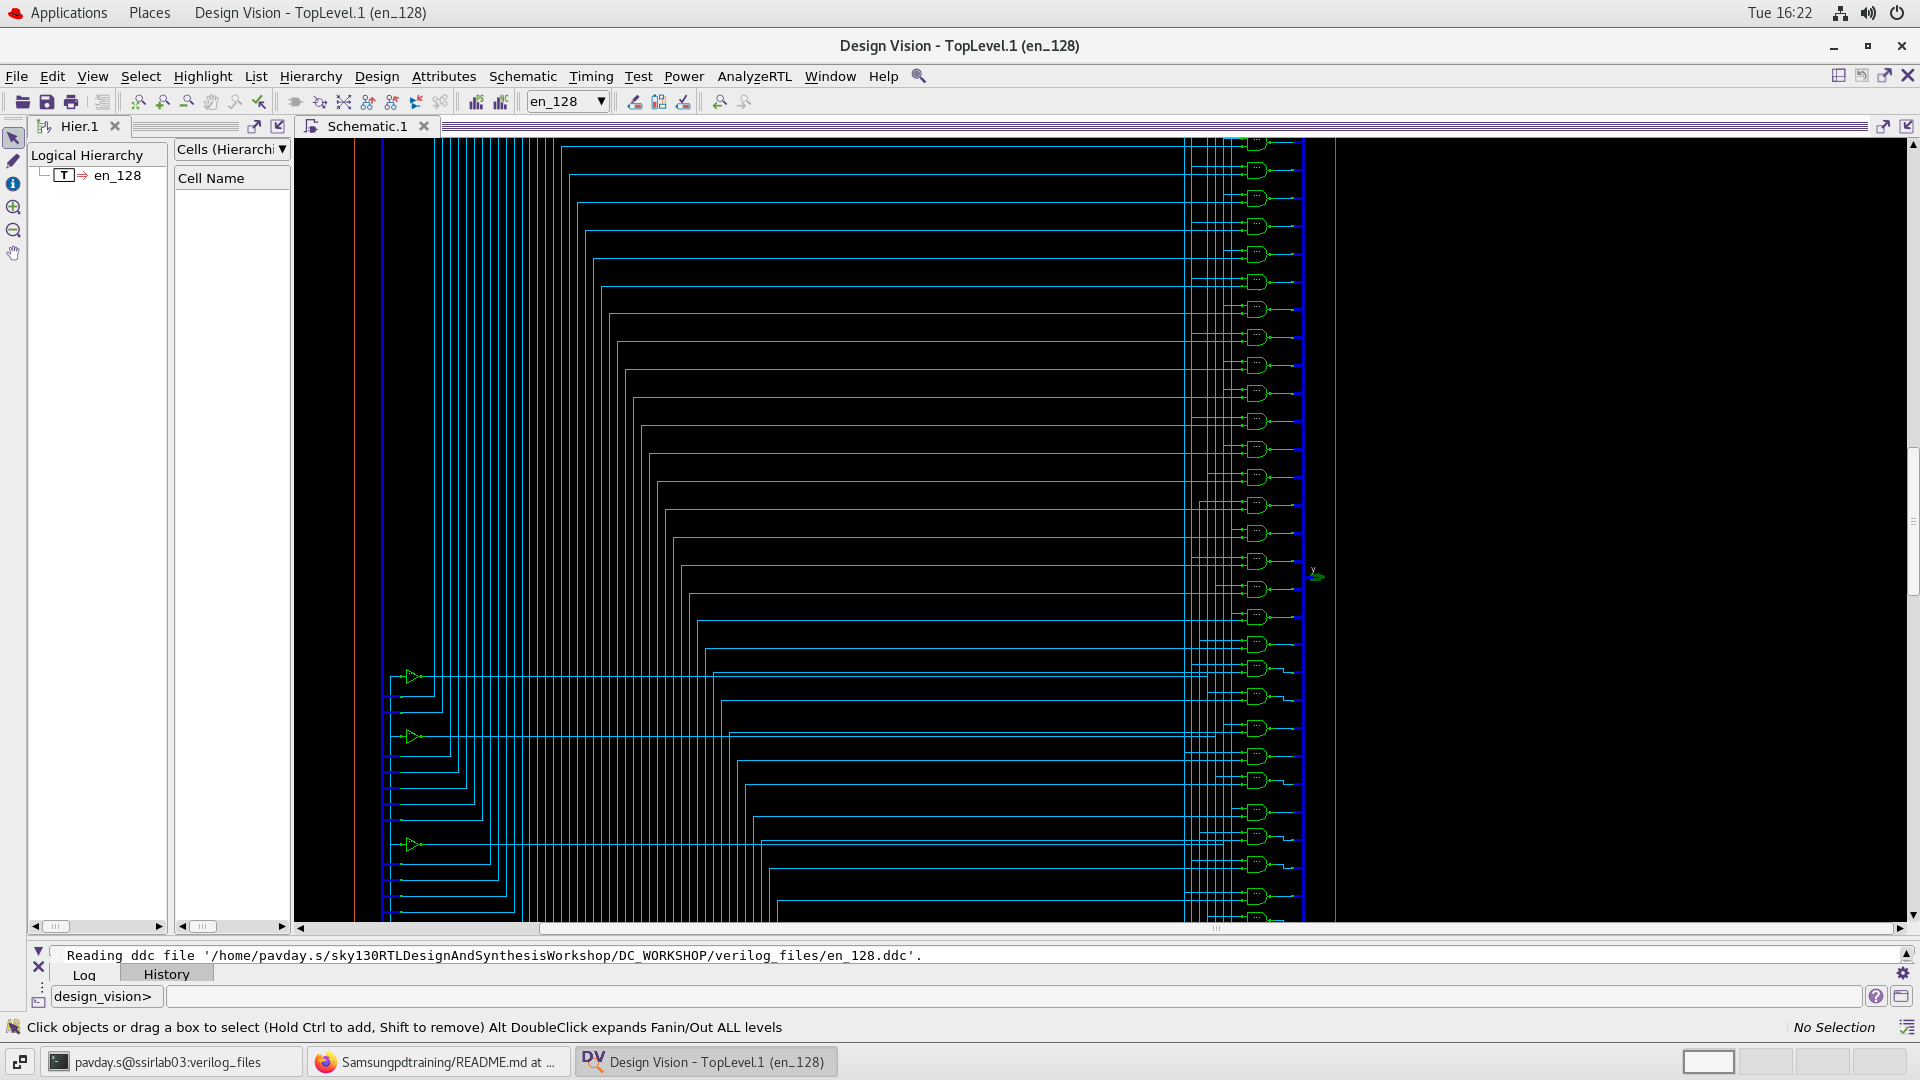 Applications Places Design Vision - TopLevel.1 (en_128) Tue 16:22
Design Vision - TopLevel.1 (en_128)
File Edit View Select Highlight List Hierarchy Design Attributes Schematic Timing Test Power AnalyzeRTL Window Help
en_128
Hier.1 Schematic.1
Logical Hierarchy Cells (Hierarchi
T en_128 Cell Name
y
Reading ddc file '/home/pavday.s/sky130RTLDesignAndSynthesisWorkshop/DC_WORKSHOP/verilog_files/en_128.ddc'.
Log History
design_vision>
Click objects or drag a box to select (Hold Ctrl to add, Shift to remove) Alt DoubleClick expands Fanin/Out ALL levels No Selection
pavday.s@ssirlab03:verilog_files Samsungpdtraining/README.md at ... DV Design Vision - TopLevel.1 (en_128)